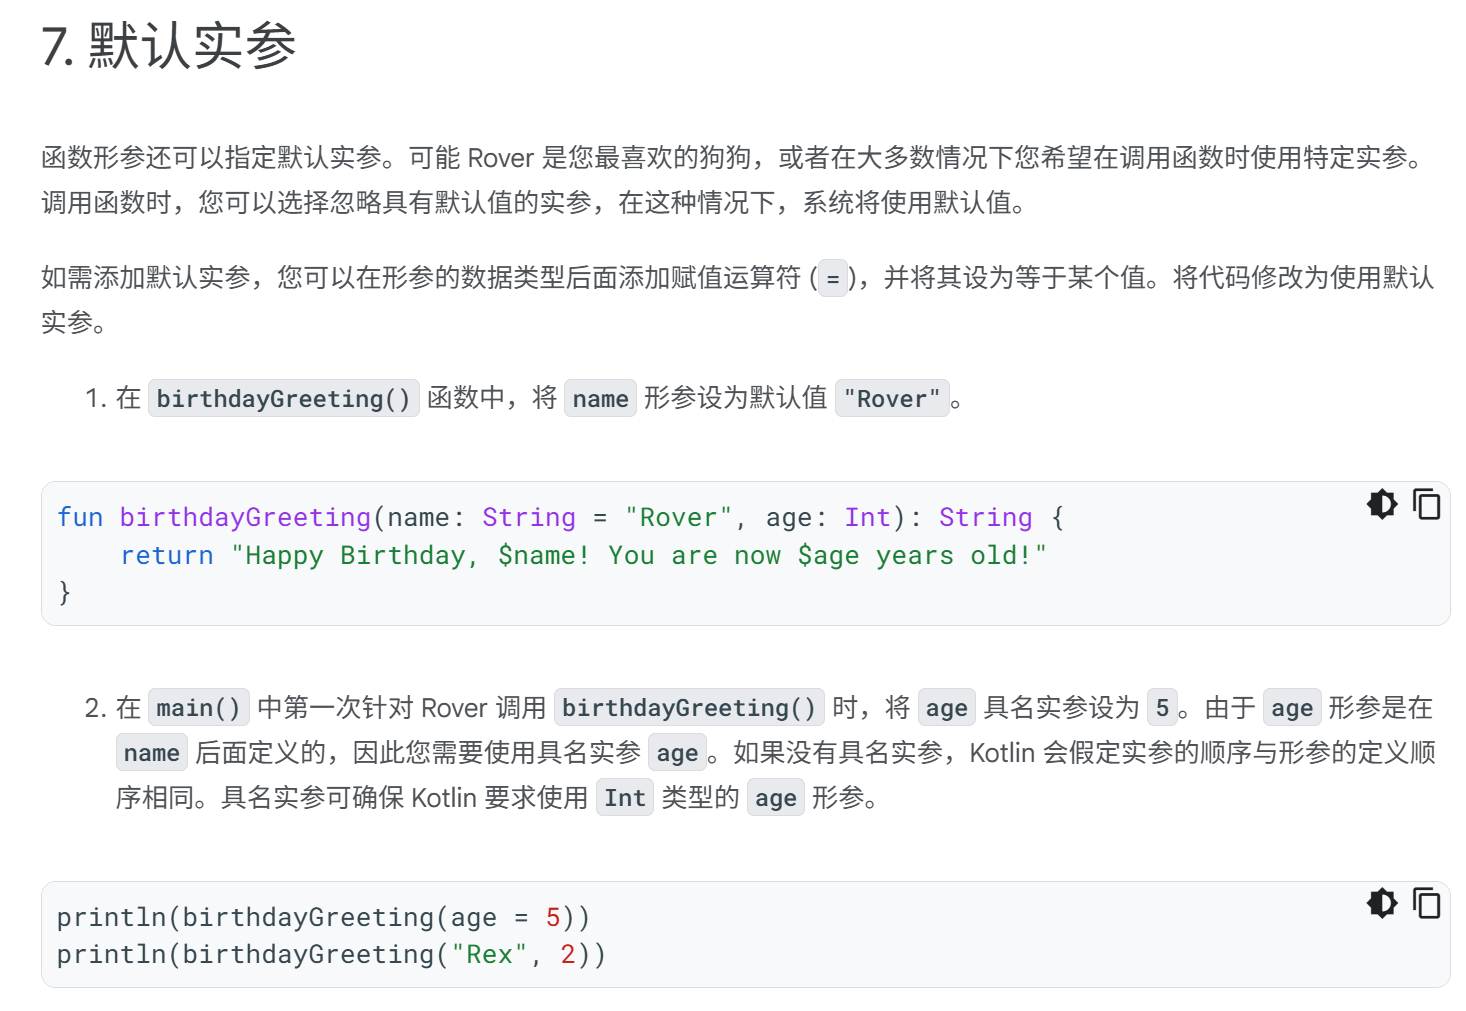 7. 默认实参
函数形参还可以指定默认实参。可能 Rover 是您最喜欢的狗狗，或者在大多数情况下您希望在调用函数时使用特定实参。
调用函数时，您可以选择忽略具有默认值的实参，在这种情况下，系统将使用默认值。
如需添加默认实参，您可以在形参的数据类型后面添加赋值运算符 (=)，并将其设为等于某个值。将代码修改为使用默认
实参。
1. 在 birthdayGreeting() 函数中，将 name 形参设为默认值 "Rover"。
fun birthdayGreeting(name: String = "Rover", age: Int): String {
    return "Happy Birthday, $name! You are now $age years old!"
}
2. 在 main() 中第一次针对 Rover 调用 birthdayGreeting() 时，将 age 具名实参设为 5。由于 age 形参是在
name 后面定义的，因此您需要使用具名实参 age。如果没有具名实参，Kotlin 会假定实参的顺序与形参的定义顺
序相同。具名实参可确保 Kotlin 要求使用 Int 类型的 age 形参。
println(birthdayGreeting(age = 5))
println(birthdayGreeting("Rex", 2))